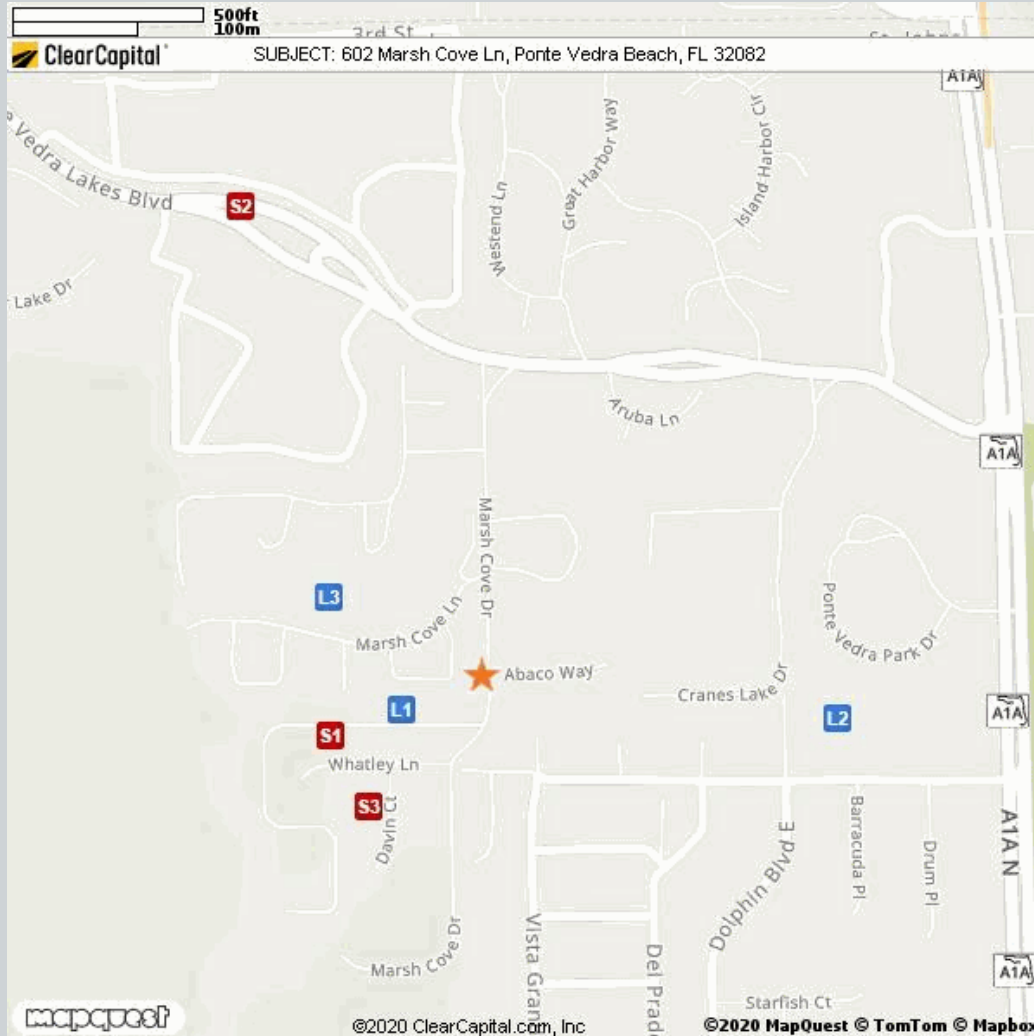 500ft
100m
3rd St
ClearCapital
SUBJECT: 602 Marsh Cove Ln, Ponte Vedra Beach, FL 32082
A1A
Vedra Lakes Blvd
S2
Westend Ln
Great Harbor Way
Island Harbor Cir
Lake Dr
Aruba Ln
A1A
Marsh Cove Dr
L3
Marsh Cove Ln
Ponte Vedra Park Dr
Abaco Way
Cranes Lake Dr
L1
L2
A1A
S1
Whatley Ln
S3
Davin Ct
Dolphin Blvd E
Barracuda Pl
Drum Pl
A1A N
Marsh Cove Dr
Vista Gran
Del Prad
A1A
Starfish Ct
mapquest
©2020 ClearCapital.com, Inc
©2020 MapQuest © TomTom © Mapbo